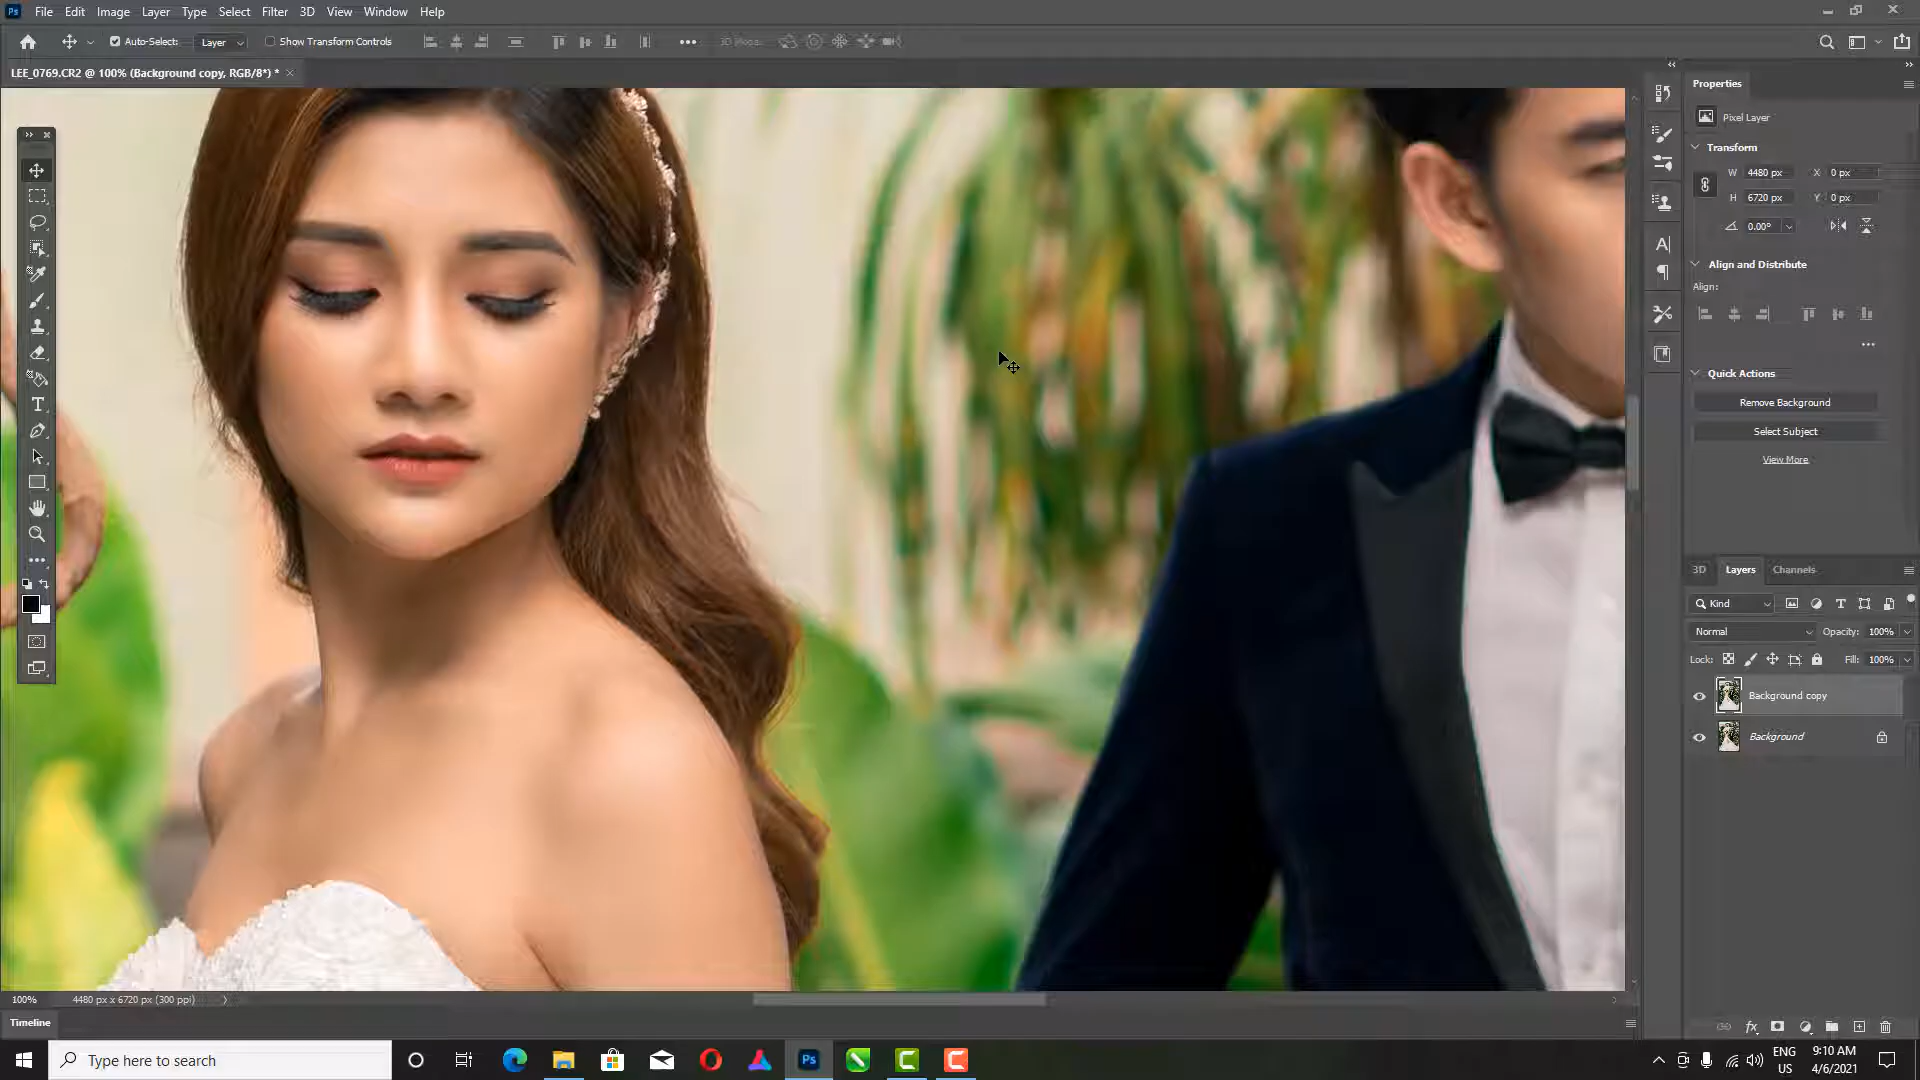 Ps File Edit Image Layer Type Select Filter 3D View Window Help
Auto-Select: Layer Show Transform Controls 3D Mode:
LEE_0769.CR2 @ 100% (Background copy, RGB/8*) *
Properties
Pixel Layer
Transform
W 4480 px X 0 px
H 6720 px Y 0 px
0.00°
Align and Distribute
Align:
Quick Actions
Remove Background
Select Subject
View More
3D Layers Channels
Kind
Normal Opacity: 100%
Lock: Fill: 100%
Background copy
Background
100% 4480 px x 6720 px (300 ppi)
Timeline
Type here to search
Ps
ENG
US
9:10 AM
4/6/2021